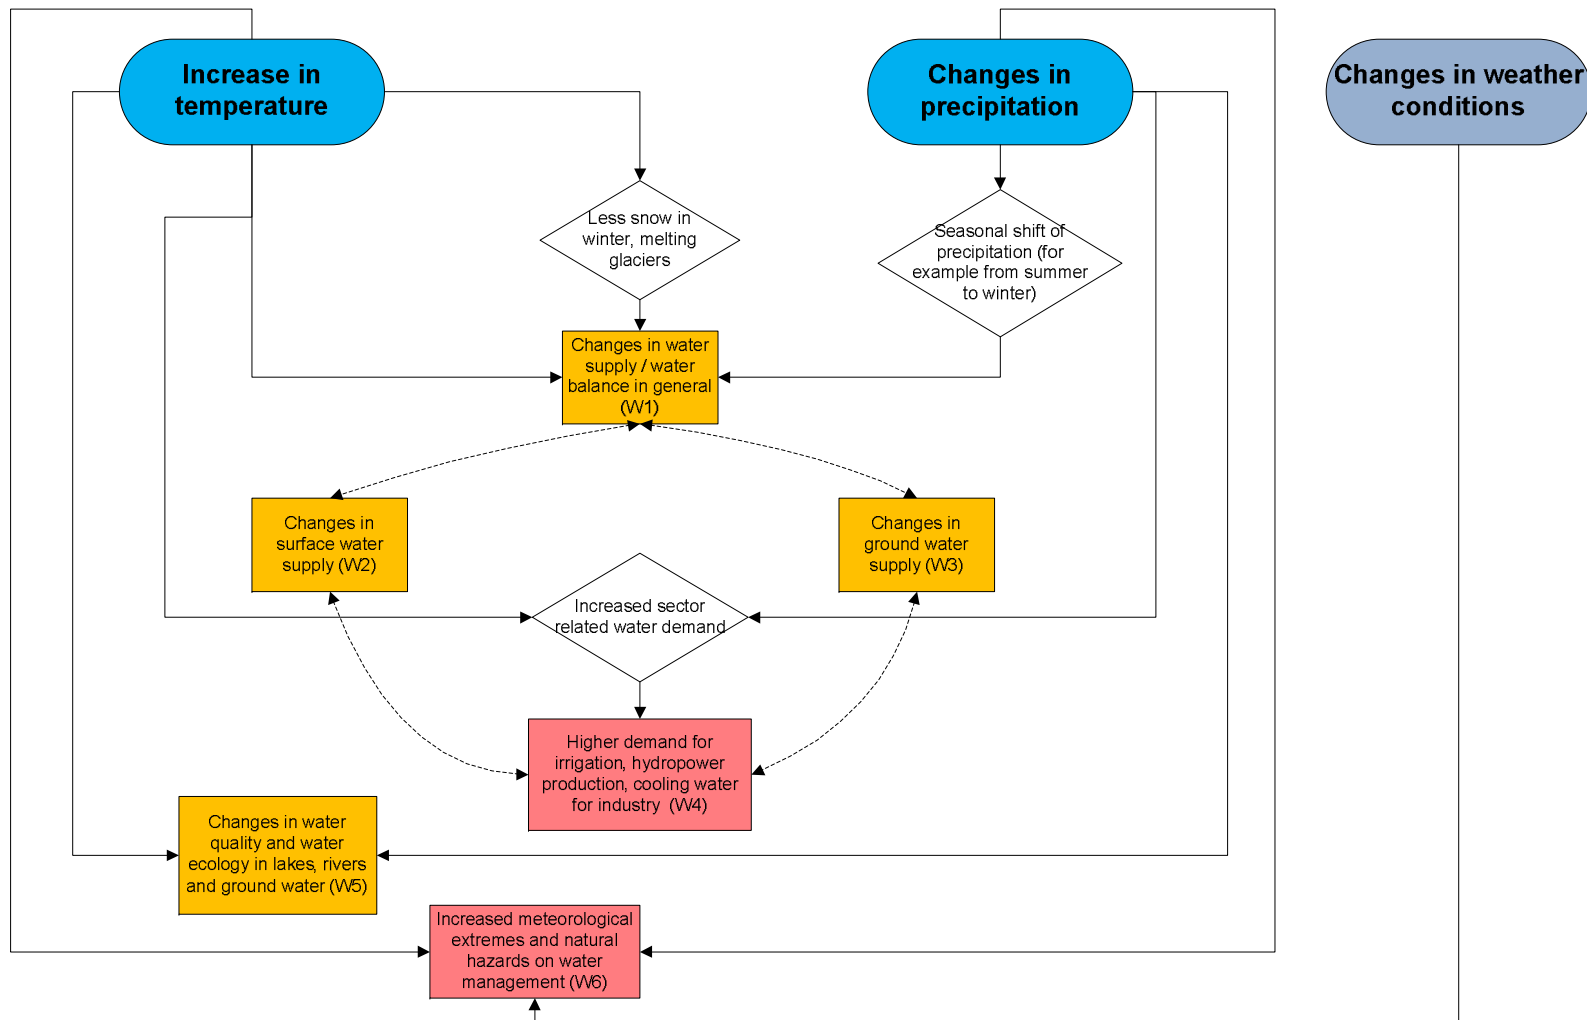 Increase in
temperature
Changes in
precipitation
Changes in weather
conditions
Less snow in
winter, melting
glaciers
Seasonal shift of
precipitation (for
example from summer
to winter)
Changes in water
supply / water
balance in general
(W1)
Changes in
surface water
supply (W2)
Changes in
ground water
supply (W3)
Increased sector
related water demand
Higher demand for
irrigation, hydropower
production, cooling water
for industry (W4)
Changes in water
quality and water
ecology in lakes, rivers
and ground water (W5)
Increased meteorological
extremes and natural
hazards on water
management (W6)